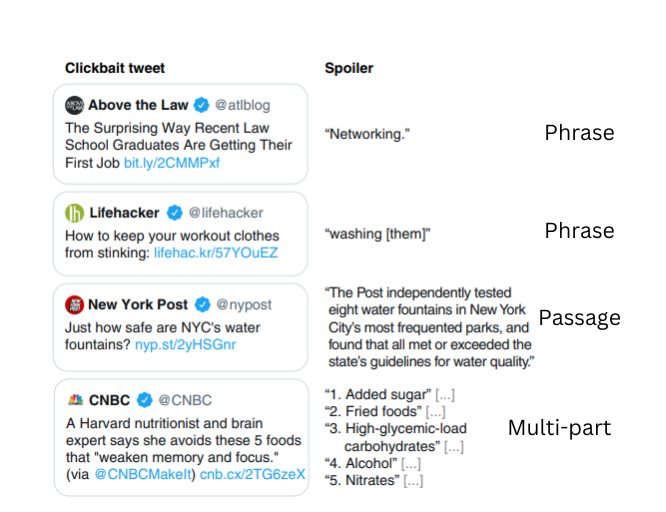 Clickbait tweet
Spoiler
Above the Law @atlblog
The Surprising Way Recent Law
School Graduates Are Getting Their
First Job bit.ly/2CMMPxf
“Networking.”
Phrase
Lifehacker @lifehacker
How to keep your workout clothes
from stinking: lifehac.kr/57YOuEZ
“washing [them]”
Phrase
New York Post @nypost
Just how safe are NYC's water
fountains? nyp.st/2yHSGnr
“The Post independently tested
eight water fountains in New York
City’s most frequented parks, and
found that all met or exceeded the
state’s guidelines for water quality.”
Passage
CNBC @CNBC
A Harvard nutritionist and brain
expert says she avoids these 5 foods
that "weaken memory and focus."
(via @CNBCMakeIt) cnb.cx/2TG6zeX
“1. Added sugar” [...]
“2. Fried foods” [...]
“3. High-glycemic-load
carbohydrates” [...]
“4. Alcohol” [...]
“5. Nitrates” [...]
Multi-part